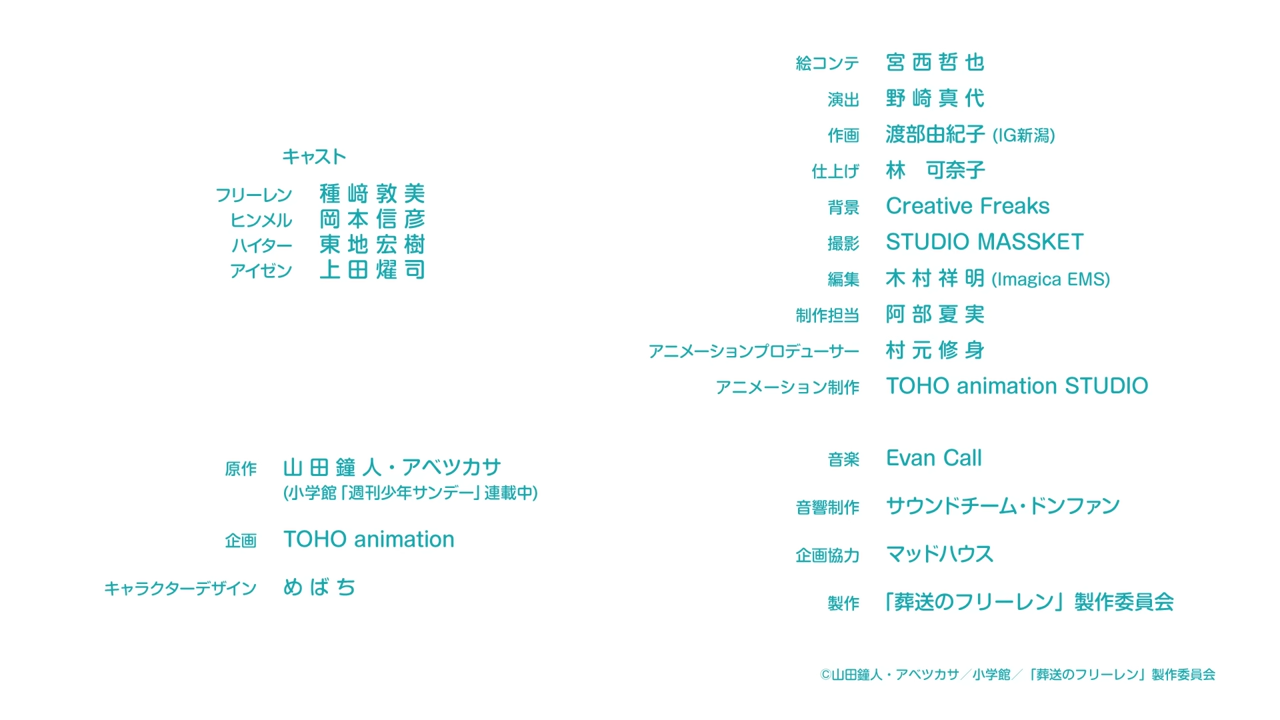 キャスト
フリーレン 種﨑敦美
ヒンメル 岡本信彦
ハイター 東地宏樹
アイゼン 上田燿司
原作 山田鐘人・アベツカサ
(小学館「週刊少年サンデー」連載中)
企画 TOHO animation
キャラクターデザイン めばち
絵コンテ 宮西哲也
演出 野崎真代
作画 渡部由紀子 (IG新潟)
仕上げ 林 可奈子
背景 Creative Freaks
撮影 STUDIO MASSKET
編集 木村祥明 (Imagica EMS)
制作担当 阿部夏実
アニメーションプロデューサー 村元修身
アニメーション制作 TOHO animation STUDIO
音楽 Evan Call
音響制作 サウンドチーム・ドンファン
企画協力 マッドハウス
製作 「葬送のフリーレン」製作委員会
©山田鐘人・アベツカサ／小学館／「葬送のフリーレン」製作委員会